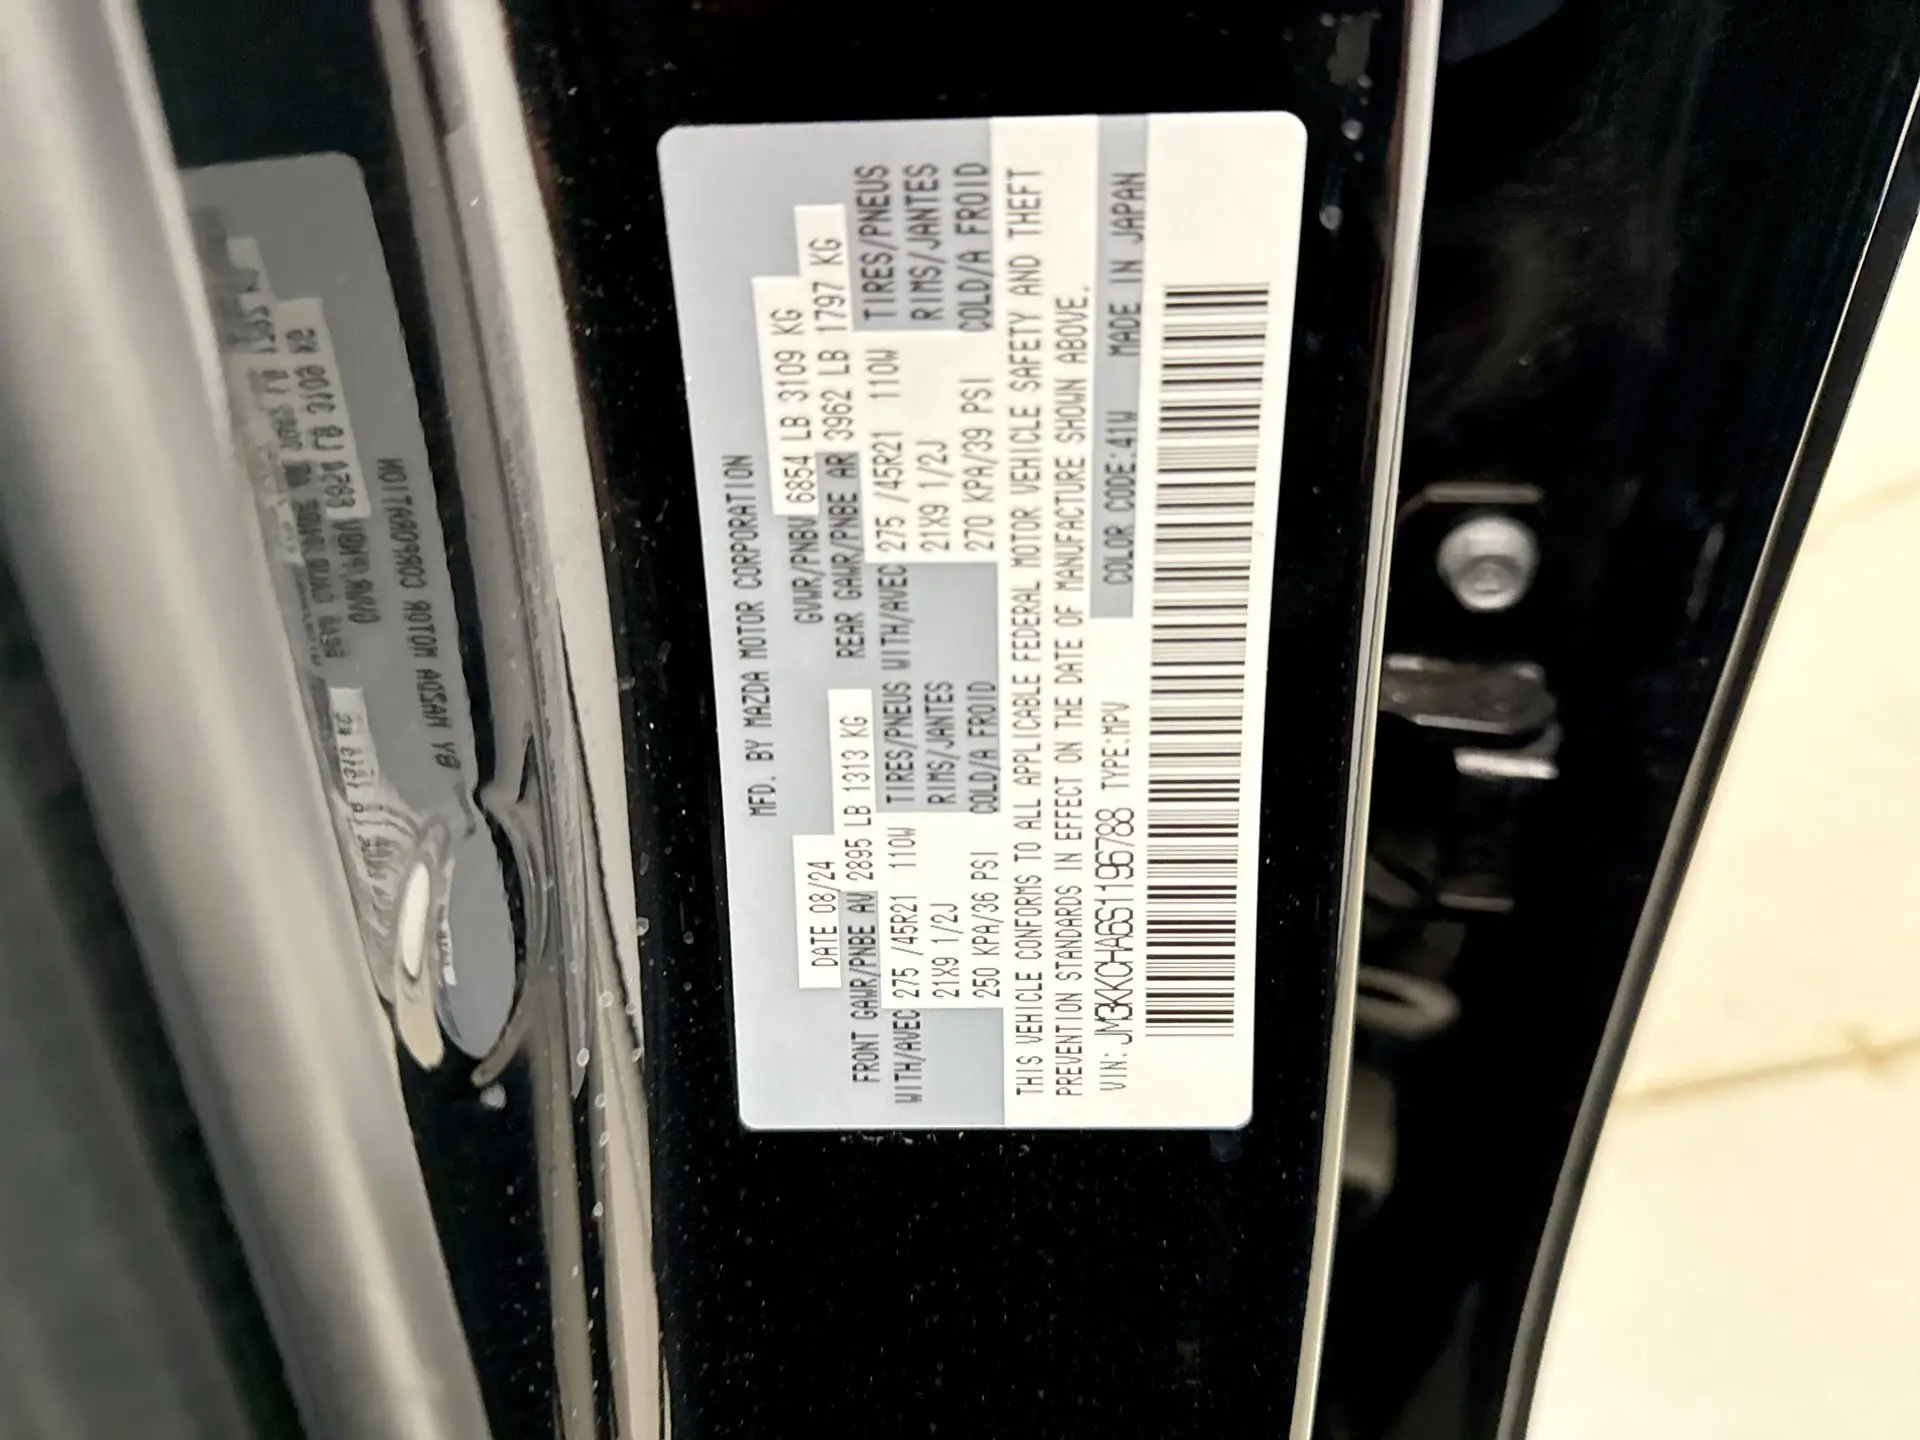 MFD. BY MAZDA MOTOR CORPORATION
DATE 08/24 GVWR/PNBV 6854 LB 3109 KG
FRONT GAWR/PNBE AV 2895 LB 1313 KG REAR GAWR/PNBE AR 3962 LB 1797 KG
WITH/AVEC 275 /45R21 110W TIRES/PNEUS WITH/AVEC 275 /45R21 110W TIRES/PNEUS
21X9 1/2J RIMS/JANTES 21X9 1/2J RIMS/JANTES
250 KPA/36 PSI COLD/A FROID 270 KPA/39 PSI COLD/A FROID
THIS VEHICLE CONFORMS TO ALL APPLICABLE FEDERAL MOTOR VEHICLE SAFETY AND THEFT
PREVENTION STANDARDS IN EFFECT ON THE DATE OF MANUFACTURE SHOWN ABOVE.
VIN: JM3KKCHA6S1196788 TYPE:MPV COLOR CODE:41W MADE IN JAPAN